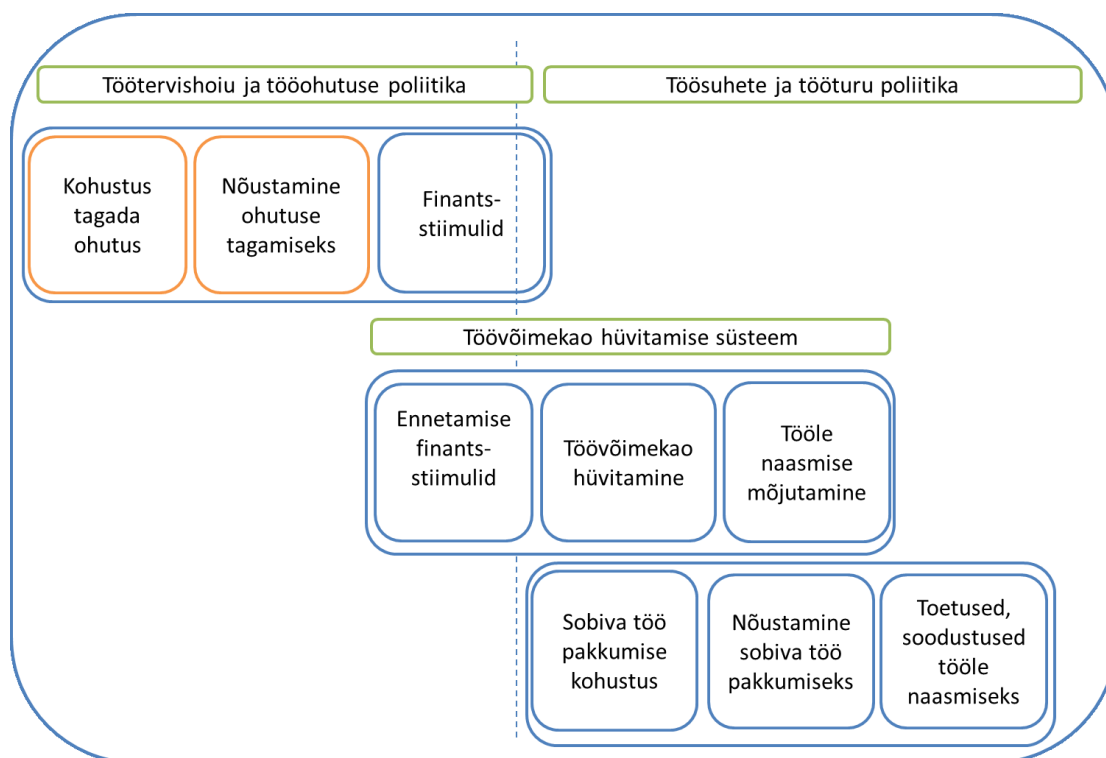 Töötervishoiu ja tööohutuse poliitika
Töösuhete ja tööturu poliitika
Kohustus
tagada
ohutus
Nõustamine
ohutuse
tagamiseks
Finants-
stiimulid
Töövõimekao hüvitamise süsteem
Ennetamise
finants-
stiimulid
Töövõimekao
hüvitamine
Tööle
naasmise
mõjutamine
Sobiva töö
pakkumise
kohustus
Nõustamine
sobiva töö
pakkumiseks
Toetused,
soodustused
tööle
naasmiseks